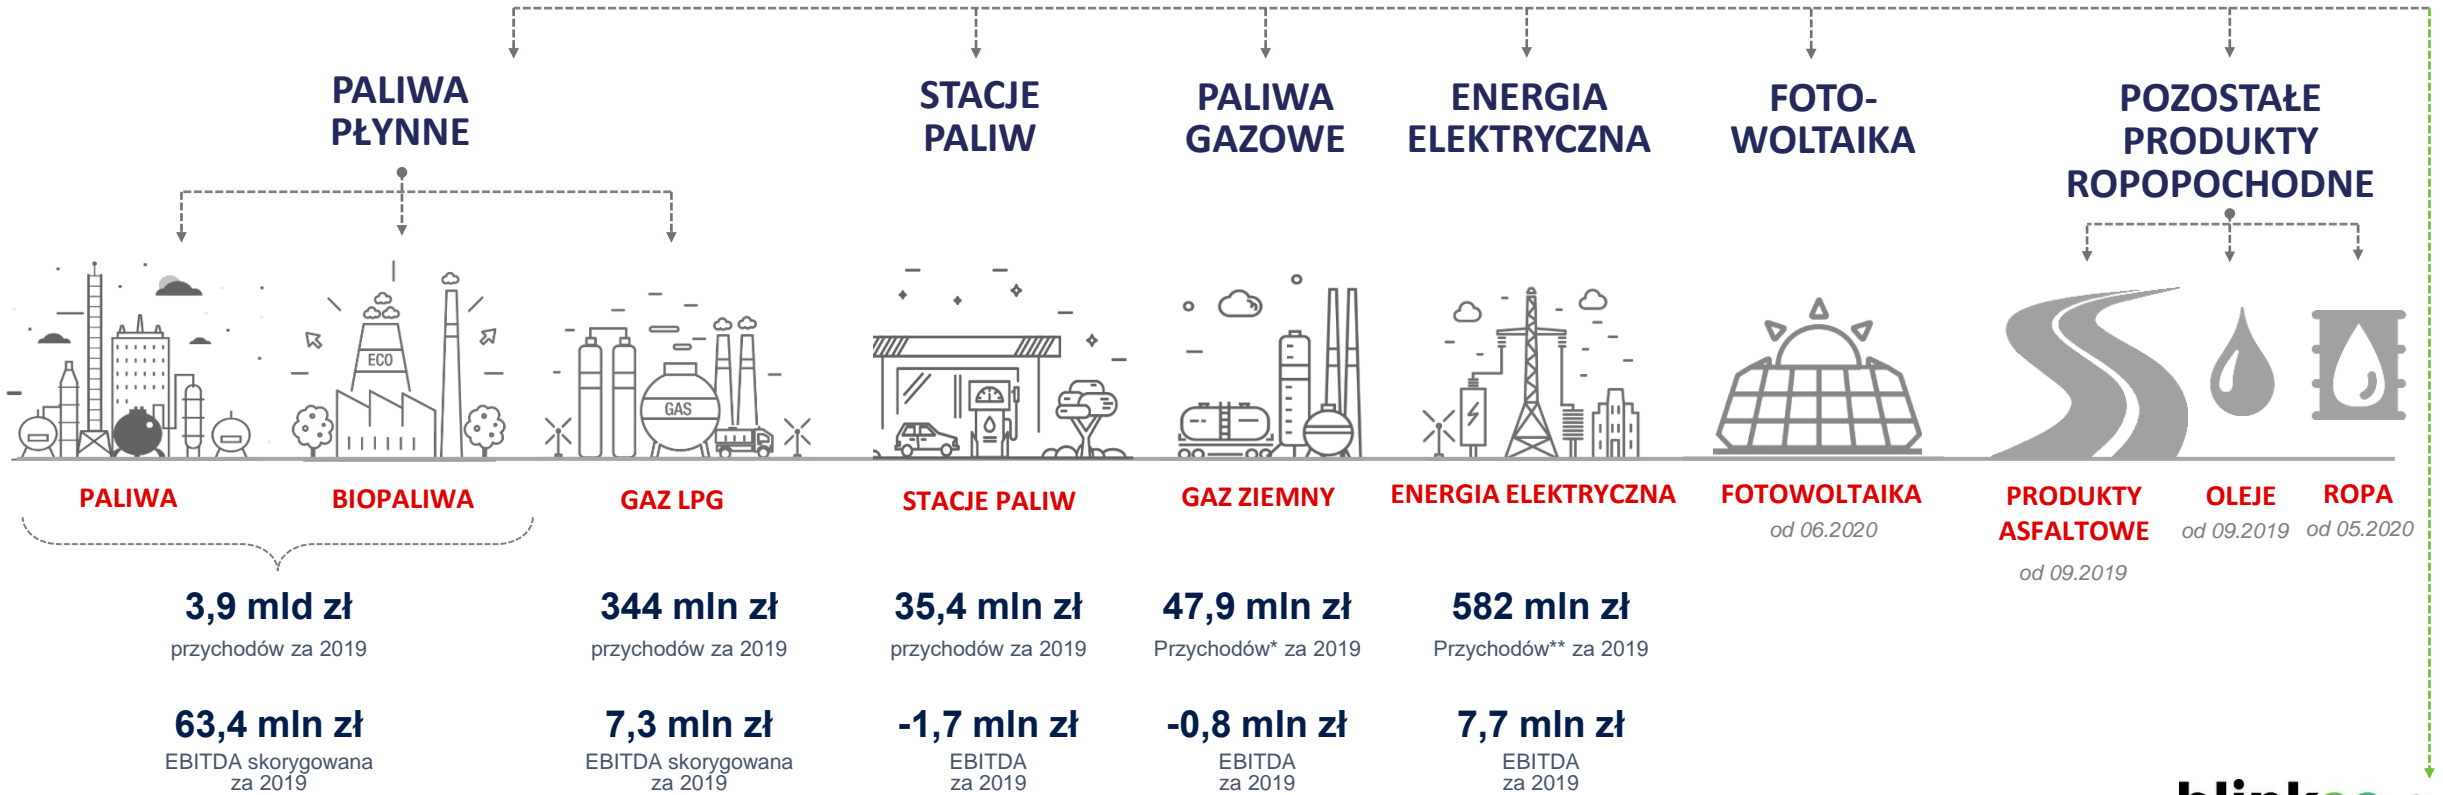 PALIWA
PŁYNNE
STACJE
PALIW
PALIWA
GAZOWE
ENERGIA
ELEKTRYCZNA
FOTO-
WOLTAIKA
POZOSTAŁE
PRODUKTY
ROPOPOCHODNE
ECO
GAS
PALIWA
BIOPALIWA
GAZ LPG
STACJE PALIW
GAZ ZIEMNY
ENERGIA ELEKTRYCZNA
FOTOWOLTAIKA
od 06.2020
PRODUKTY
ASFALTOWE
od 09.2019
OLEJE
od 09.2019
ROPA
od 05.2020
3,9 mld zł
przychodów za 2019
63,4 mln zł
EBITDA skorygowana
za 2019
344 mln zł
przychodów za 2019
7,3 mln zł
EBITDA skorygowana
za 2019
35,4 mln zł
przychodów za 2019
-1,7 mln zł
EBITDA
za 2019
47,9 mln zł
Przychodów* za 2019
-0,8 mln zł
EBITDA
za 2019
582 mln zł
Przychodów** za 2019
7,7 mln zł
EBITDA
za 2019